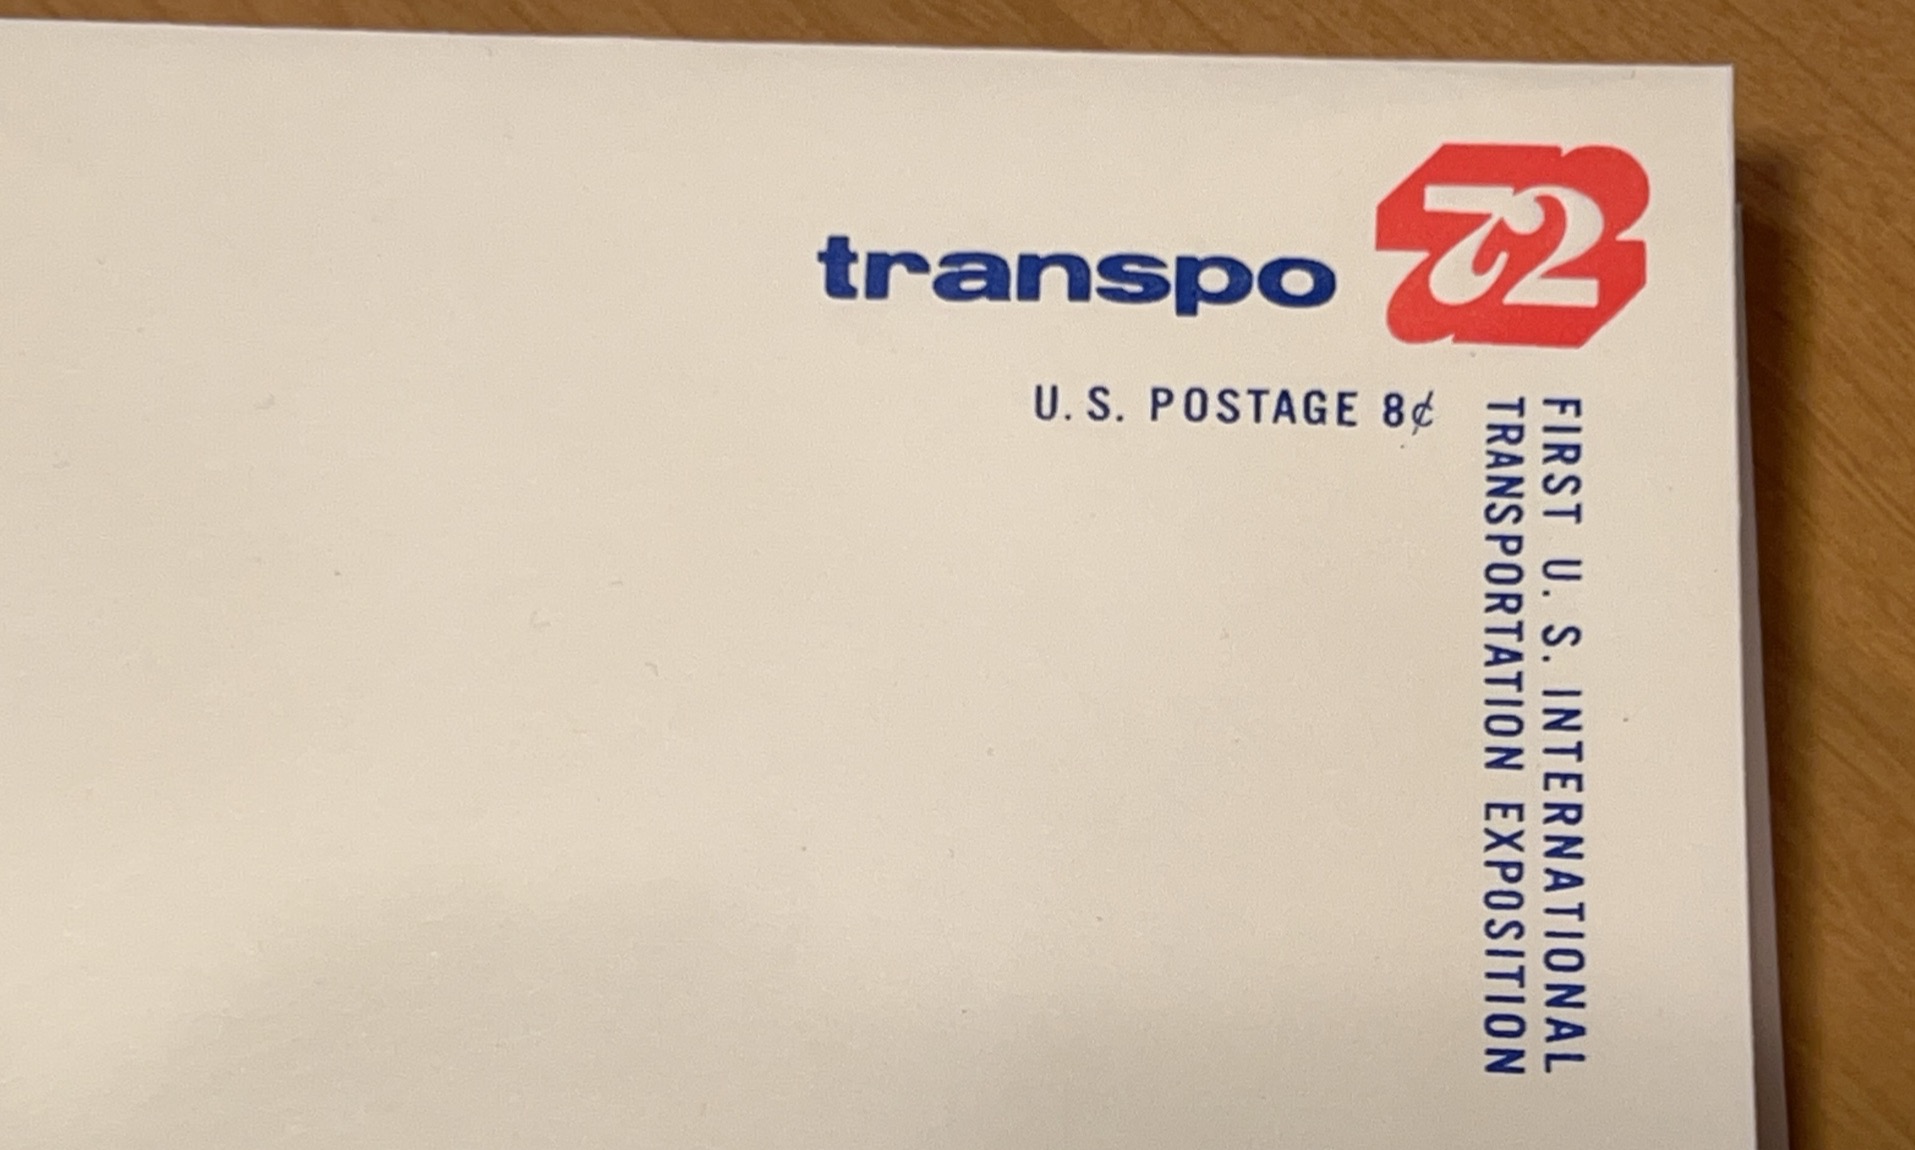 transpo 72
U.S. POSTAGE 8¢
FIRST U.S. INTERNATIONAL
TRANSPORTATION EXPOSITION